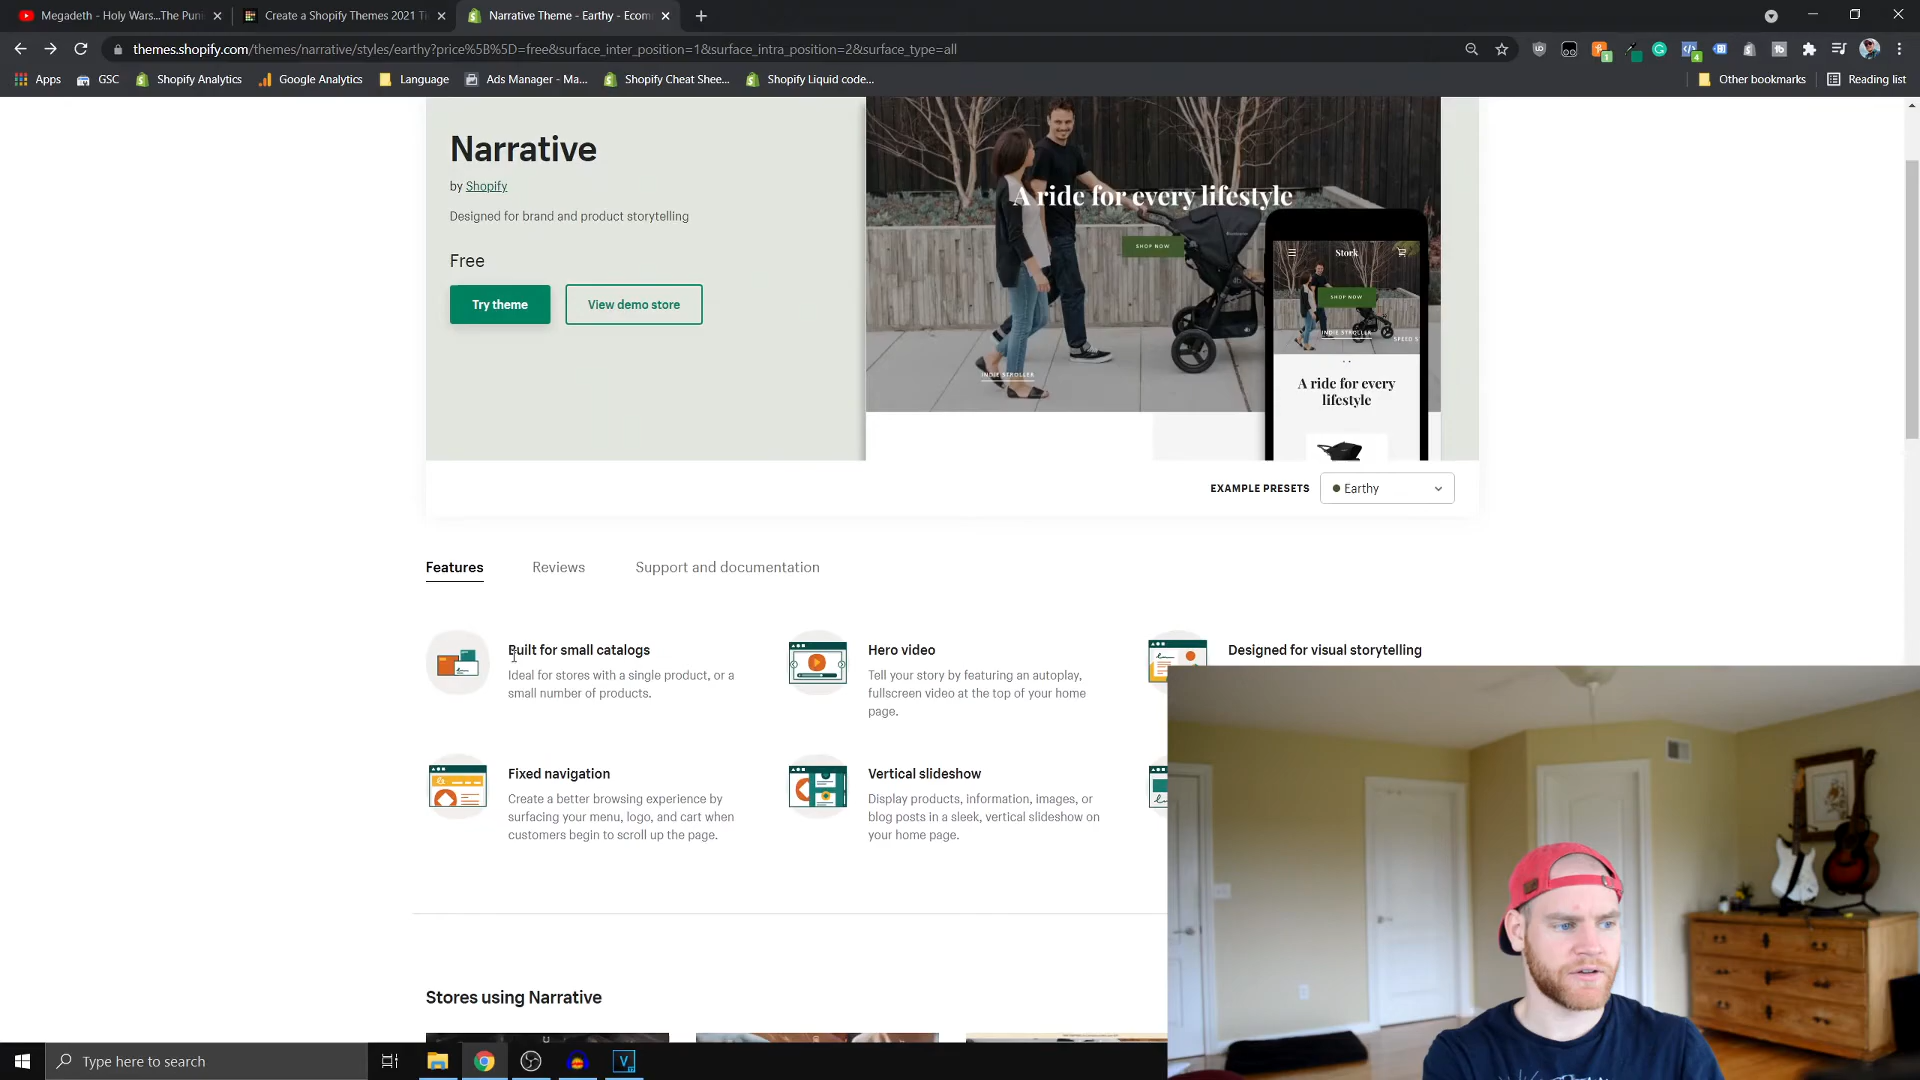 Megadeth - Holy Wars...The Puni
Create a Shopify Themes 2021 Ti
Narrative Theme - Earthy - Ecom
themes.shopify.com/themes/narrative/styles/earthy?price%5B%5D=free&surface_inter_position=1&surface_intra_position=2&surface_type=all
Apps
GSC
Shopify Analytics
Google Analytics
Language
Ads Manager - Ma...
Shopify Cheat Shee...
Shopify Liquid code...
Other bookmarks
Reading list
Narrative
by Shopify
Designed for brand and product storytelling
Free
Try theme
View demo store
A ride for every lifestyle
SHOP NOW
INDIE STROLLER
Stork
SHOP NOW
INDIE STROLLER
SPEED S
A ride for every
lifestyle
EXAMPLE PRESETS
Earthy
Features
Reviews
Support and documentation
Built for small catalogs
Ideal for stores with a single product, or a
small number of products.
Hero video
Tell your story by featuring an autoplay,
fullscreen video at the top of your home
page.
Designed for visual storytelling
Fixed navigation
Create a better browsing experience by
surfacing your menu, logo, and cart when
customers begin to scroll up the page.
Vertical slideshow
Display products, information, images, or
blog posts in a sleek, vertical slideshow on
your home page.
Stores using Narrative
Type here to search